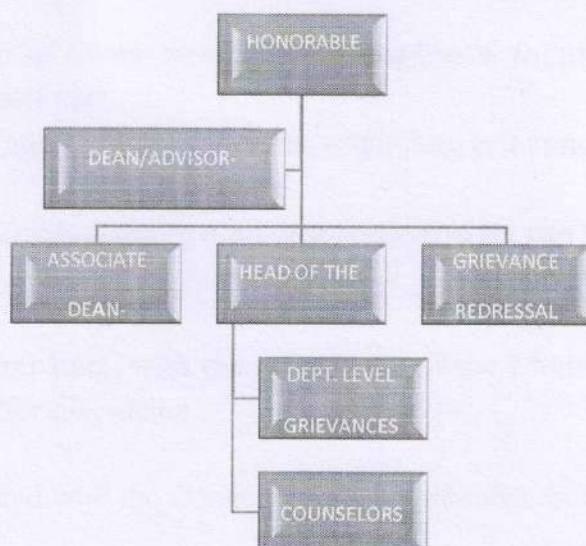 HONORABLE
DEAN/ADVISOR-
ASSOCIATE
DEAN-
HEAD OF THE
GRIEVANCE
REDRESSAL
DEPT. LEVEL
GRIEVANCES
COUNSELORS